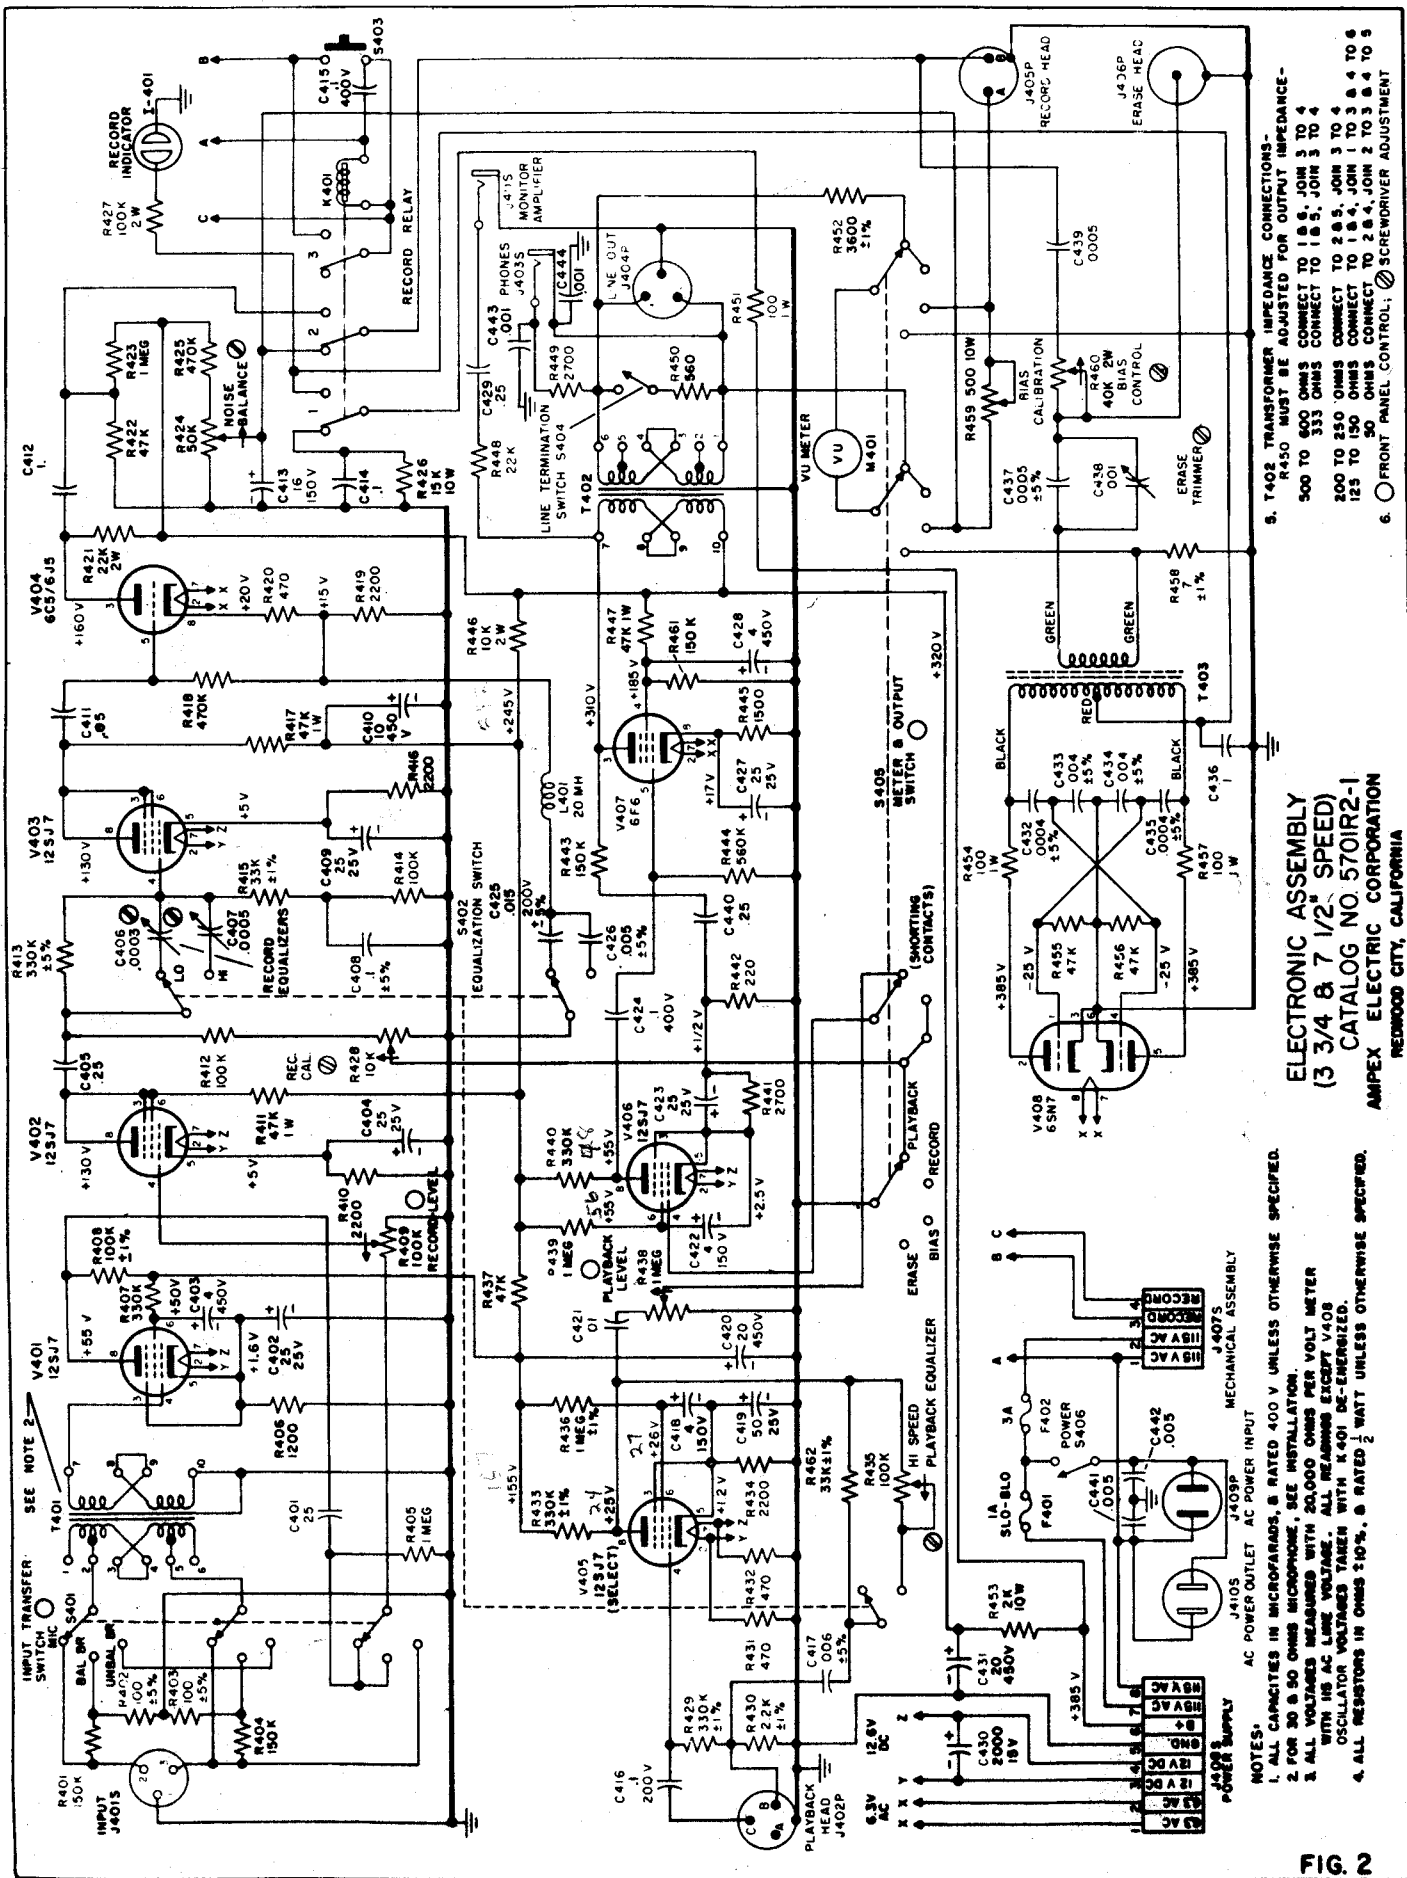 FIG. 2
INPUT TRANSFER
SWITCH
MIC
S401
BAL BR
UNBAL BR
SEE NOTE 2
T401
R401
150K
INPUT
J401S
R402
100
±5%
R403
100
±5%
R404
150K
C401
.25
R405
1 MEG
R406
1200
V401
12SJ7
+55V
R407
330K
R408
100K
±1%
+50V
C403
4
450V
+1.6V
C402
25
25V
R409
100K
RECORD LEVEL
R410
2200
C404
25
25V
V402
12SJ7
+130V
+5V
R411
47K
1W
R412
100K
C405
.25
REC.
CAL.
R428
10K
R413
330K
±5%
C406
.0003
LO
HI
C407
.0005
RECORD
EQUALIZERS
C408
.1
±5%
R415
33K
±1%
R414
100K
C409
25
25V
R416
2200
V403
12SJ7
+130V
+5V
R417
47K
1W
C410
10
450
V
C411
.05
R418
470K
V404
6C5/6J5
+160V
+20V
R420
470
+15V
R419
2200
R421
22K
2W
C412
.1
R422
47K
R423
1 MEG
R424
50K
R425
470K
NOISE
BALANCE
C413
16
150V
C414
.1
R426
15K
10W
R427
100K
2W
RECORD
INDICATOR
I-401
K401
RECORD RELAY
C415
.1
400V
S403
A
B
C
S402
EQUALIZATION SWITCH
C425
.015
200V
±5%
C426
.005
±5%
L401
20 MH
R446
10K
2W
+245V
C416
.1
200V
PLAYBACK
HEAD
J402P
R429
330K
±1%
R430
2.2K
±1%
C417
.006
±5%
R431
470
R432
470
V405
12SJ7
(SELECT)
R433
330K
±1%
24
+25V
+1.2V
R434
2200
+155V
R436
1 MEG
±1%
27
+26V
C418
4
150V
C419
50
25V
R462
33K ±1%
R435
100K
HI SPEED
PLAYBACK EQUALIZER
C420
20
450V
C421
.01
R437
47K
PLAYBACK
LEVEL
R438
1 MEG
R439
1 MEG
56
+55V
R440
330K
+55V
V406
12SJ7
C422
4
150V
+2.5V
C423
25
25V
R441
2700
+1/2V
R442
220
C424
.1
400V
C440
.25
R443
150K
R444
560K
V407
6F6
+310V
+17V
C427
25
25V
R445
1500
+185V
R447
47K 1W
R461
150K
C428
4
450V
R448
22K
C429
.25
C443
.001
PHONES
J403S
C444
.001
MONITOR
AMPLIFIER
LINE OUT
J404P
R449
2700
LINE TERMINATION
SWITCH S404
R450
560
T402
R451
100
1W
R452
3600
±1%
VU METER
VU
M401
S405
METER & OUTPUT
SWITCH
(SHORTING
CONTACTS)
PLAYBACK
RECORD
BIAS
ERASE
+320V
R459 500 10W
BIAS
CALIBRATION
R460
40K 2W
BIAS
CONTROL
C439
.0005
J405P
RECORD HEAD
J406P
ERASE HEAD
C437
.0005
±5%
C438
.001
ERASE
TRIMMER
R458
7
±1%
GREEN
GREEN
T403
RED
BLACK
BLACK
C432
.0004
±5%
C433
.004
±5%
C434
.004
±5%
C435
.0004
±5%
C436
.1
R454
100
1W
R457
100
1W
+385V
-25V
R455
47K
R456
47K
-25V
+385V
V408
6SN7
12.6V
DC
6.3V
AC
C430
2000
15V
C431
20
450V
R453
2K
10W
+385V
J408S
POWER SUPPLY
6.3 AC
6.3 AC
12 V DC
12V DC
GND
B+
115V AC
115V AC
1A
SLO-BLO
F401
3A
F402
POWER
S406
C441
.005
C442
.005
J410S
AC POWER OUTLET
J409P
AC POWER INPUT
115V AC
115V AC
RECORD
RECORD
J407S
MECHANICAL ASSEMBLY
NOTES:
1. ALL CAPACITIES IN MICROFARADS, & RATED 400 V UNLESS OTHERWISE SPECIFIED.
2. FOR 30 & 50 OHMS MICROPHONE, SEE INSTALLATION.
3. ALL VOLTAGES MEASURED WITH 20,000 OHMS PER VOLT METER
WITH 115 AC LINE VOLTAGE. ALL READINGS EXCEPT V408
OSCILLATOR VOLTAGES TAKEN WITH K401 DE-ENERGIZED.
4. ALL RESISTORS IN OHMS ±10%, & RATED 1/2 WATT UNLESS OTHERWISE SPECIFIED.
5. T402 TRANSFORMER IMPEDANCE CONNECTIONS-
R450 MUST BE ADJUSTED FOR OUTPUT IMPEDANCE-
500 TO 600 OHMS CONNECT TO 1 & 6, JOIN 3 TO 4
333 OHMS CONNECT TO 1 & 5, JOIN 3 TO 4
200 TO 250 OHMS CONNECT TO 2 & 5, JOIN 3 TO 4
125 TO 150 OHMS CONNECT TO 1 & 4, JOIN 1 TO 3 & 4 TO 6
50 OHMS CONNECT TO 2 & 4, JOIN 2 TO 3 & 4 TO 5
6. FRONT PANEL CONTROL; SCREWDRIVER ADJUSTMENT
ELECTRONIC ASSEMBLY
(3 3/4 & 7 1/2" SPEED)
CATALOG NO. 5701R2-1
AMPEX ELECTRIC CORPORATION
REDWOOD CITY, CALIFORNIA